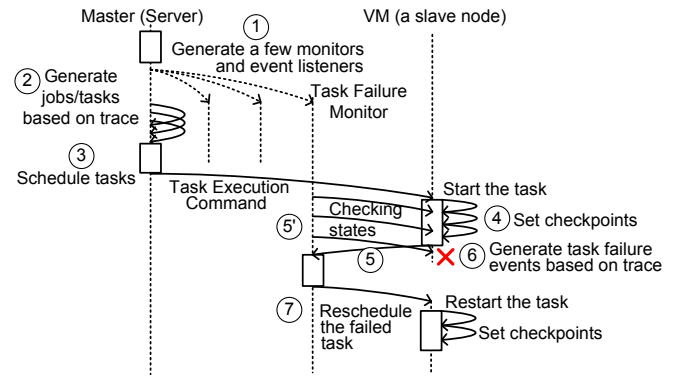 Master (Server)
VM (a slave node)
1
Generate a few monitors
and event listeners
2 Generate
jobs/tasks
based on trace
Task Failure
Monitor
3
Schedule tasks
Task Execution
Command
Start the task
Checking
states
4 Set checkpoints
5'
5
6 Generate task failure
events based on trace
7
Reschedule
the failed
task
Restart the task
Set checkpoints